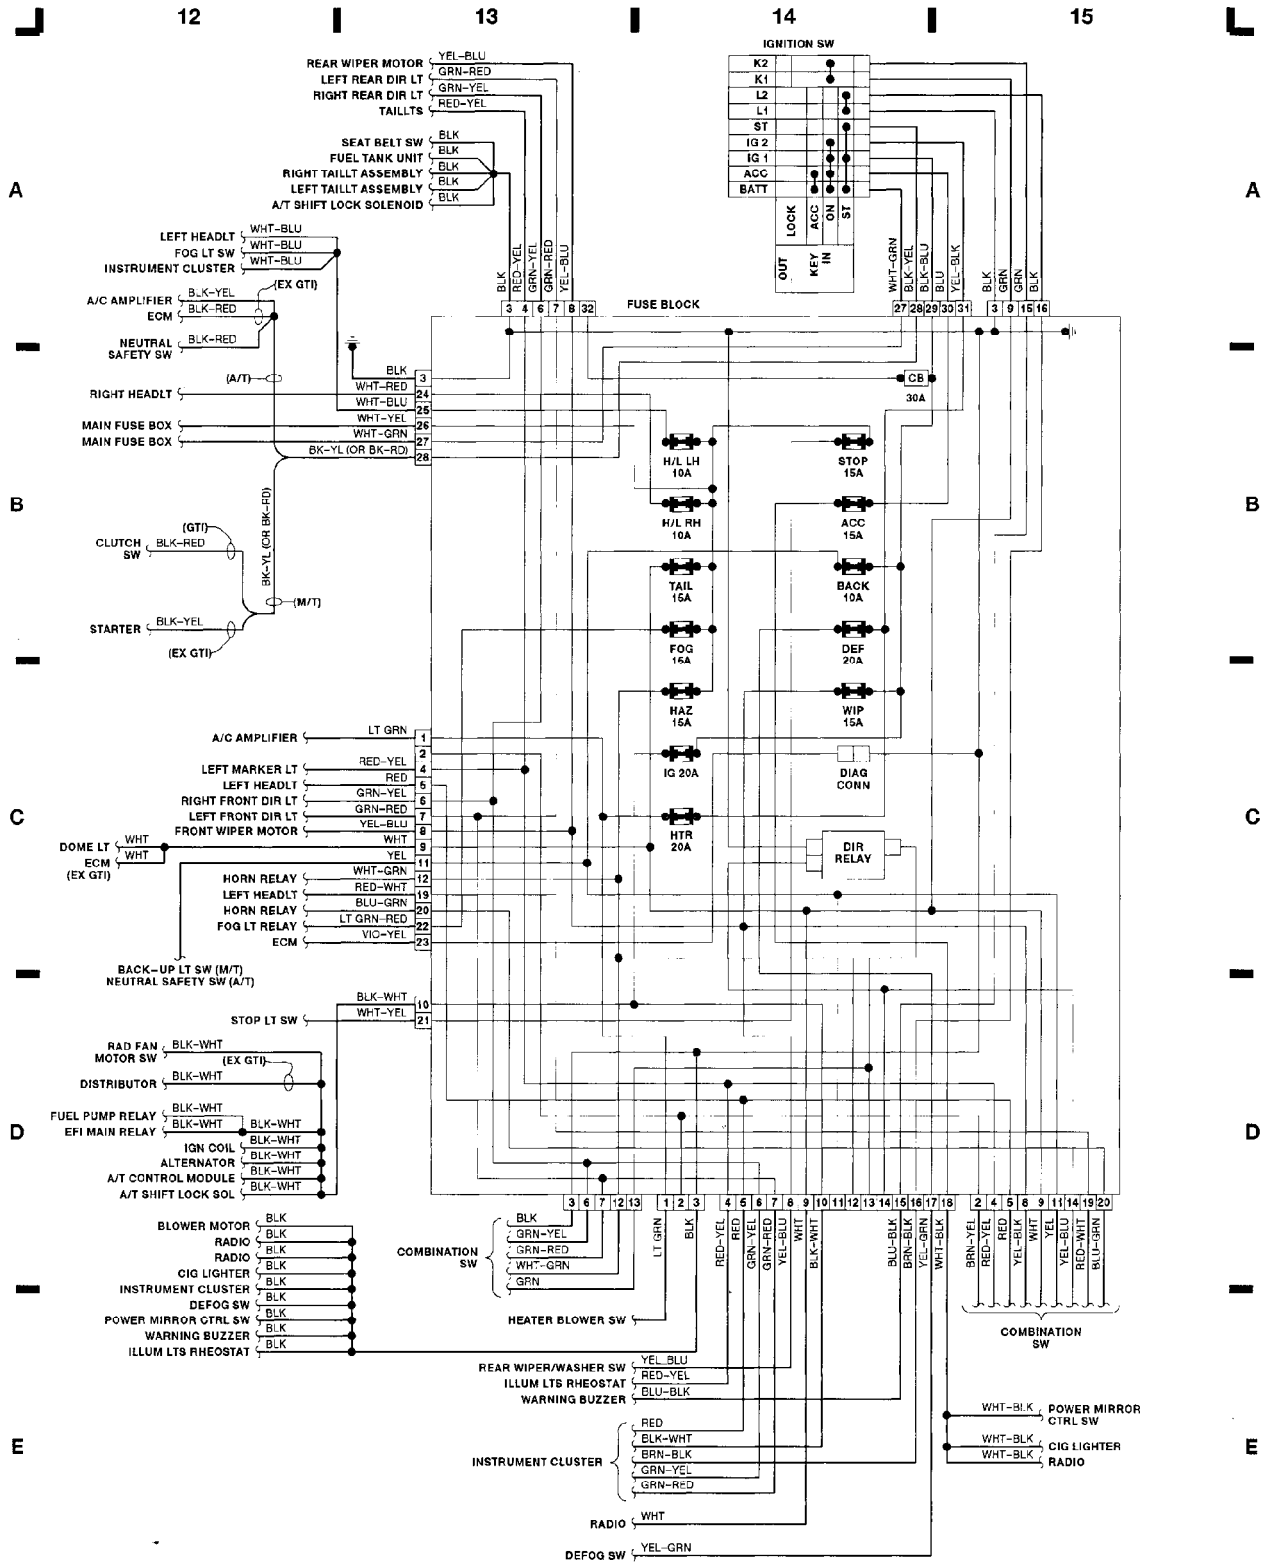 12 13 14 15
IGNITION SW
K2
K1
L2
L1
ST
IG 2
IG 1
ACC
BATT
LOCK ACC ON ST
OUT KEY IN
REAR WIPER MOTOR YEL-BLU
LEFT REAR DIR LT GRN-RED
RIGHT REAR DIR LT GRN-YEL
TAILLTS RED-YEL
SEAT BELT SW BLK
FUEL TANK UNIT BLK
RIGHT TAILLT ASSEMBLY BLK
LEFT TAILLT ASSEMBLY BLK
A/T SHIFT LOCK SOLENOID BLK
A A
LEFT HEADLT WHT-BLU
FOG LT SW WHT-BLU
INSTRUMENT CLUSTER WHT-BLU
(EX GTI)
A/C AMPLIFIER BLK-YEL
ECM BLK-RED
NEUTRAL SAFETY SW BLK-RED
BLK RED-YEL GRN-YEL GRN-RED YEL-BLU
WHT-GRN BLK-YEL BLK-BLU BLU YEL-BLK
BLK GRN GRN BLK
3 4 6 7 8 32
FUSE BLOCK
27 28 29 30 31
3 9 15 16
(A/T)
BLK 3
RIGHT HEADLT WHT-RED 24
WHT-BLU 25
MAIN FUSE BOX WHT-YEL 26
MAIN FUSE BOX WHT-GRN 27
BK-YL (OR BK-RD) 28
CB
30A
H/L LH
10A
STOP
15A
B B
H/L RH
10A
ACC
15A
(GTI)
CLUTCH SW BLK-RED
BK-YL (OR BK-RD)
(M/T)
STARTER BLK-YEL
(EX GTI)
TAIL
15A
BACK
10A
FOG
15A
DEF
20A
HAZ
15A
WIP
15A
IG 20A
DIAG
CONN
HTR
20A
DIR
RELAY
A/C AMPLIFIER LT GRN 1
2
LEFT MARKER LT RED-YEL 4
LEFT HEADLT RED 5
RIGHT FRONT DIR LT GRN-YEL 6
C C
LEFT FRONT DIR LT GRN-RED 7
FRONT WIPER MOTOR YEL-BLU 8
DOME LT WHT WHT 9
ECM WHT YEL 11
(EX GTI)
HORN RELAY WHT-GRN 12
LEFT HEADLT RED-WHT 19
HORN RELAY BLU-GRN 20
FOG LT RELAY LT GRN-RED 22
ECM VIO-YEL 23
BACK-UP LT SW (M/T)
NEUTRAL SAFETY SW (A/T)
BLK-WHT 10
STOP LT SW WHT-YEL 21
RAD FAN MOTOR SW BLK-WHT
(EX GTI)
DISTRIBUTOR BLK-WHT
FUEL PUMP RELAY BLK-WHT
D D
EFI MAIN RELAY BLK-WHT BLK-WHT
IGN COIL BLK-WHT
ALTERNATOR BLK-WHT
A/T CONTROL MODULE BLK-WHT
A/T SHIFT LOCK SOL BLK-WHT
3 6 7 12 13
1 2 3
4 5 6 7 8 9 10 11 12 13 14 15 16 17 18
2 4 5 8 9 11 14 19 20
BLOWER MOTOR BLK
RADIO BLK
RADIO BLK
CIG LIGHTER BLK
INSTRUMENT CLUSTER BLK
DEFOG SW BLK
POWER MIRROR CTRL SW BLK
WARNING BUZZER BLK
ILLUM LTS RHEOSTAT BLK
COMBINATION SW
BLK
GRN-YEL
GRN-RED
WHT-GRN
GRN
LT GRN BLK
RED-YEL RED GRN-YEL GRN-RED YEL-BLU WHT BLK-WHT
BLU-BLK BRN-BLK YEL-GRN WHT-BLK
BRN-YEL RED-YEL RED YEL-BLK WHT YEL YEL-BLU RED-WHT BLU-GRN
HEATER BLOWER SW
COMBINATION
SW
REAR WIPER/WASHER SW YEL BLU
ILLUM LTS RHEOSTAT RED-YEL
WARNING BUZZER BLU-BLK
WHT-BLK POWER MIRROR
CTRL SW
E E
INSTRUMENT CLUSTER
RED
BLK-WHT
BRN-BLK
GRN-YEL
GRN-RED
WHT-BLK CIG LIGHTER
WHT-BLK RADIO
RADIO WHT
DEFOG SW YEL-GRN